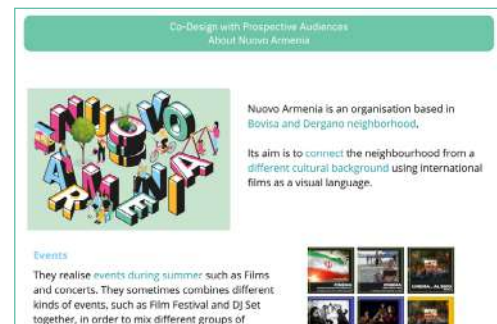 Co-Design with Prospective Audiences
About Nuovo Armenia
NUOVO
ARMENIA
Nuovo Armenia is an organisation based in
Bovisa and Dergano neighborhood.
Its aim is to connect the neighbourhood from a
different cultural background using international
films as a visual language.
Events
They realise events during summer such as Films
and concerts. They sometimes combines different
kinds of events, such as Film Festival and DJ Set
together, in order to mix different groups of